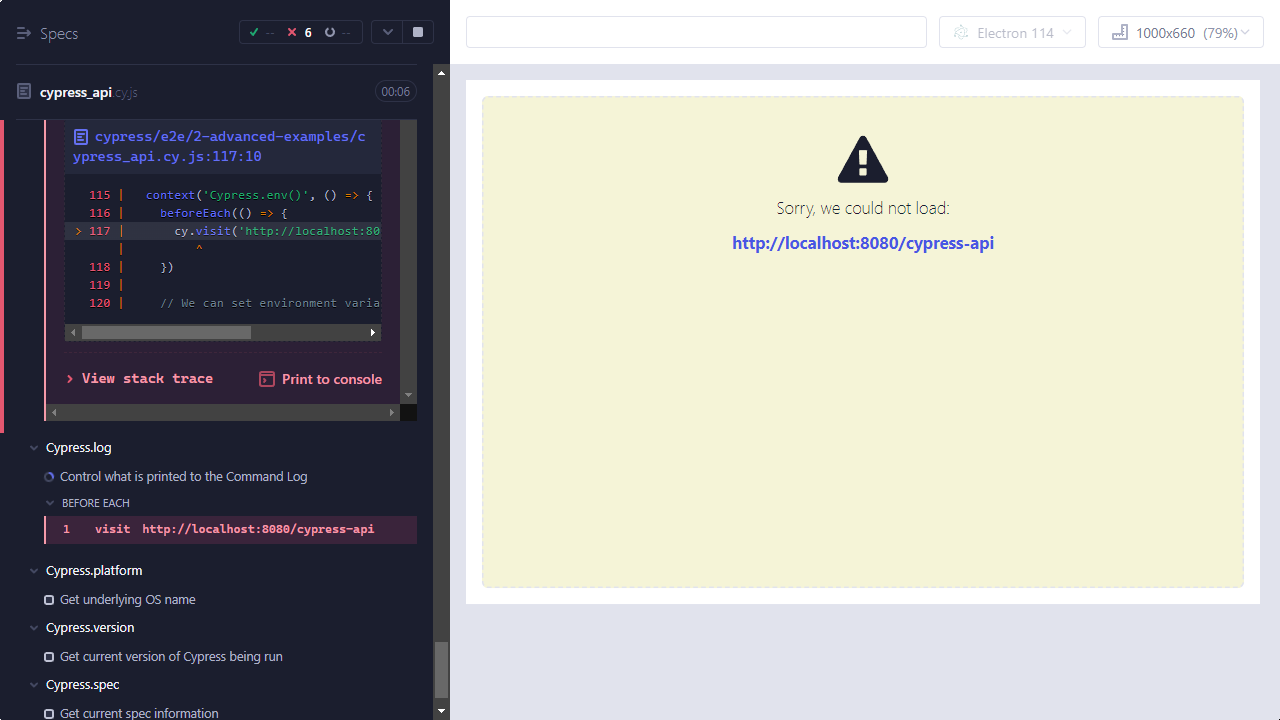 Specs
-- 6 --
cypress_api.cy.js 00:06
cypress/e2e/2-advanced-examples/c
ypress_api.cy.js:117:10
115 | context('Cypress.env()', () => {
116 | beforeEach(() => {
> 117 | cy.visit('http://localhost:80
| ^
118 | })
119 |
120 | // We can set environment varia
> View stack trace
Print to console
Cypress.log
Control what is printed to the Command Log
BEFORE EACH
1 visit http://localhost:8080/cypress-api
Cypress.platform
Get underlying OS name
Cypress.version
Get current version of Cypress being run
Cypress.spec
Get current spec information
Electron 114
1000x660 (79%)
Sorry, we could not load:
http://localhost:8080/cypress-api